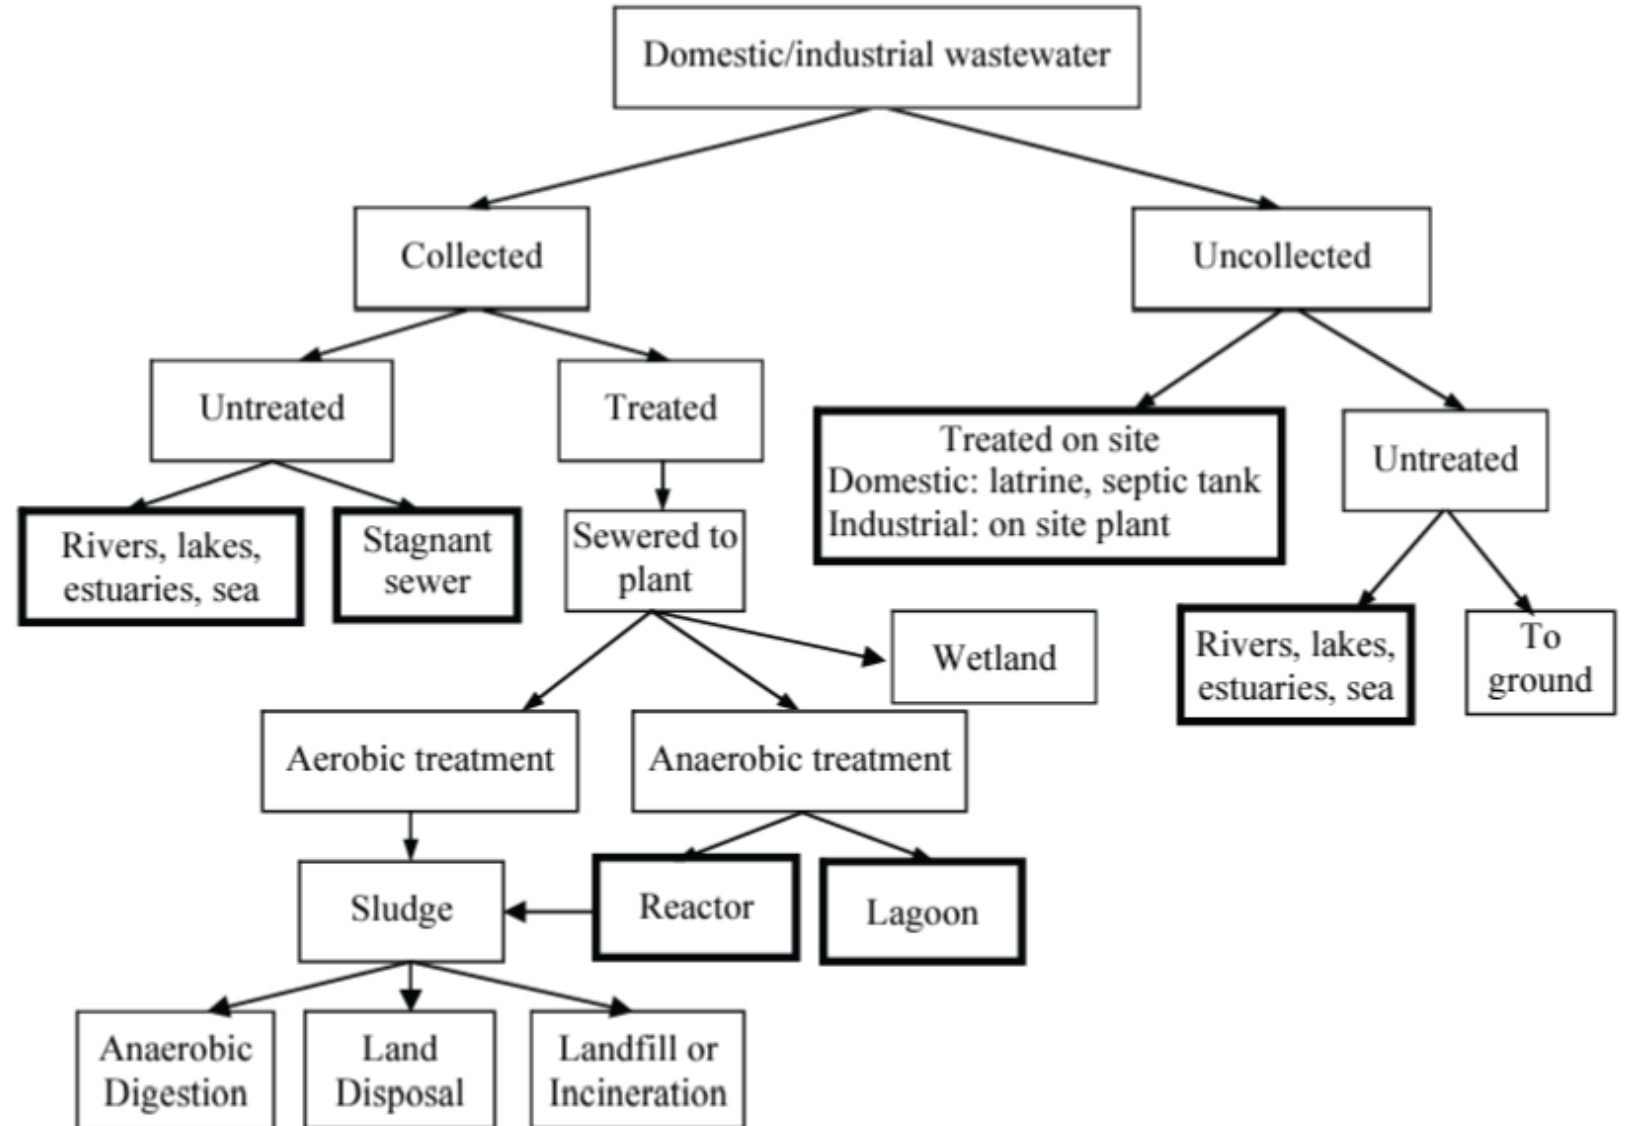 Domestic/industrial wastewater
Collected
Uncollected
Untreated
Treated
Treated on site
Domestic: latrine, septic tank
Industrial: on site plant
Untreated
Rivers, lakes,
estuaries, sea
Stagnant
sewer
Sewered to
plant
Wetland
Rivers, lakes,
estuaries, sea
To
ground
Aerobic treatment
Anaerobic treatment
Sludge
Reactor
Lagoon
Anaerobic
Digestion
Land
Disposal
Landfill or
Incineration